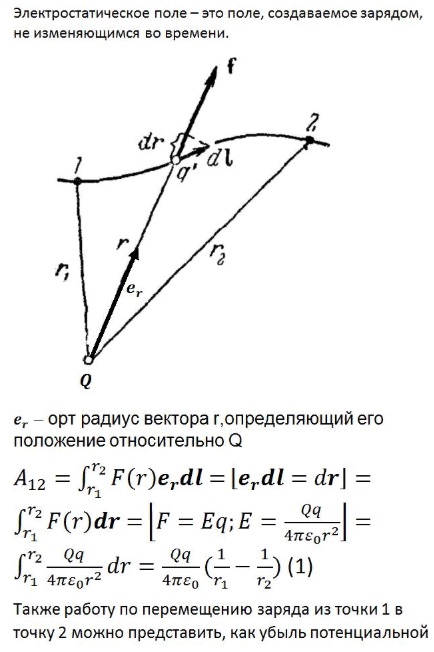 Электростатическое поле – это поле, создаваемое зарядом,
не изменяющимся во времени.
f
dr
2
1
q'
dl
r
r₁
r₂
eᵣ
Q
eᵣ – орт радиус вектора r,определяющий его
положение относительно Q
A₁₂ = ∫_{r₁}^{r₂} F(r)eᵣdl = |eᵣdl = dr| =
∫_{r₁}^{r₂} F(r)dr = |F = Eq; E = Qq/(4πε₀r²)| =
∫_{r₁}^{r₂} Qq/(4πε₀r²) dr = Qq/(4πε₀) (1/r₁ − 1/r₂) (1)
Также работу по перемещению заряда из точки 1 в
точку 2 можно представить, как убыль потенциальной